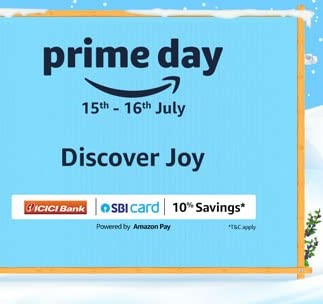 prime day
15th - 16th July
Discover Joy
ICICI Bank | SBI card | 10% Savings*
Powered by Amazon Pay *T&C apply